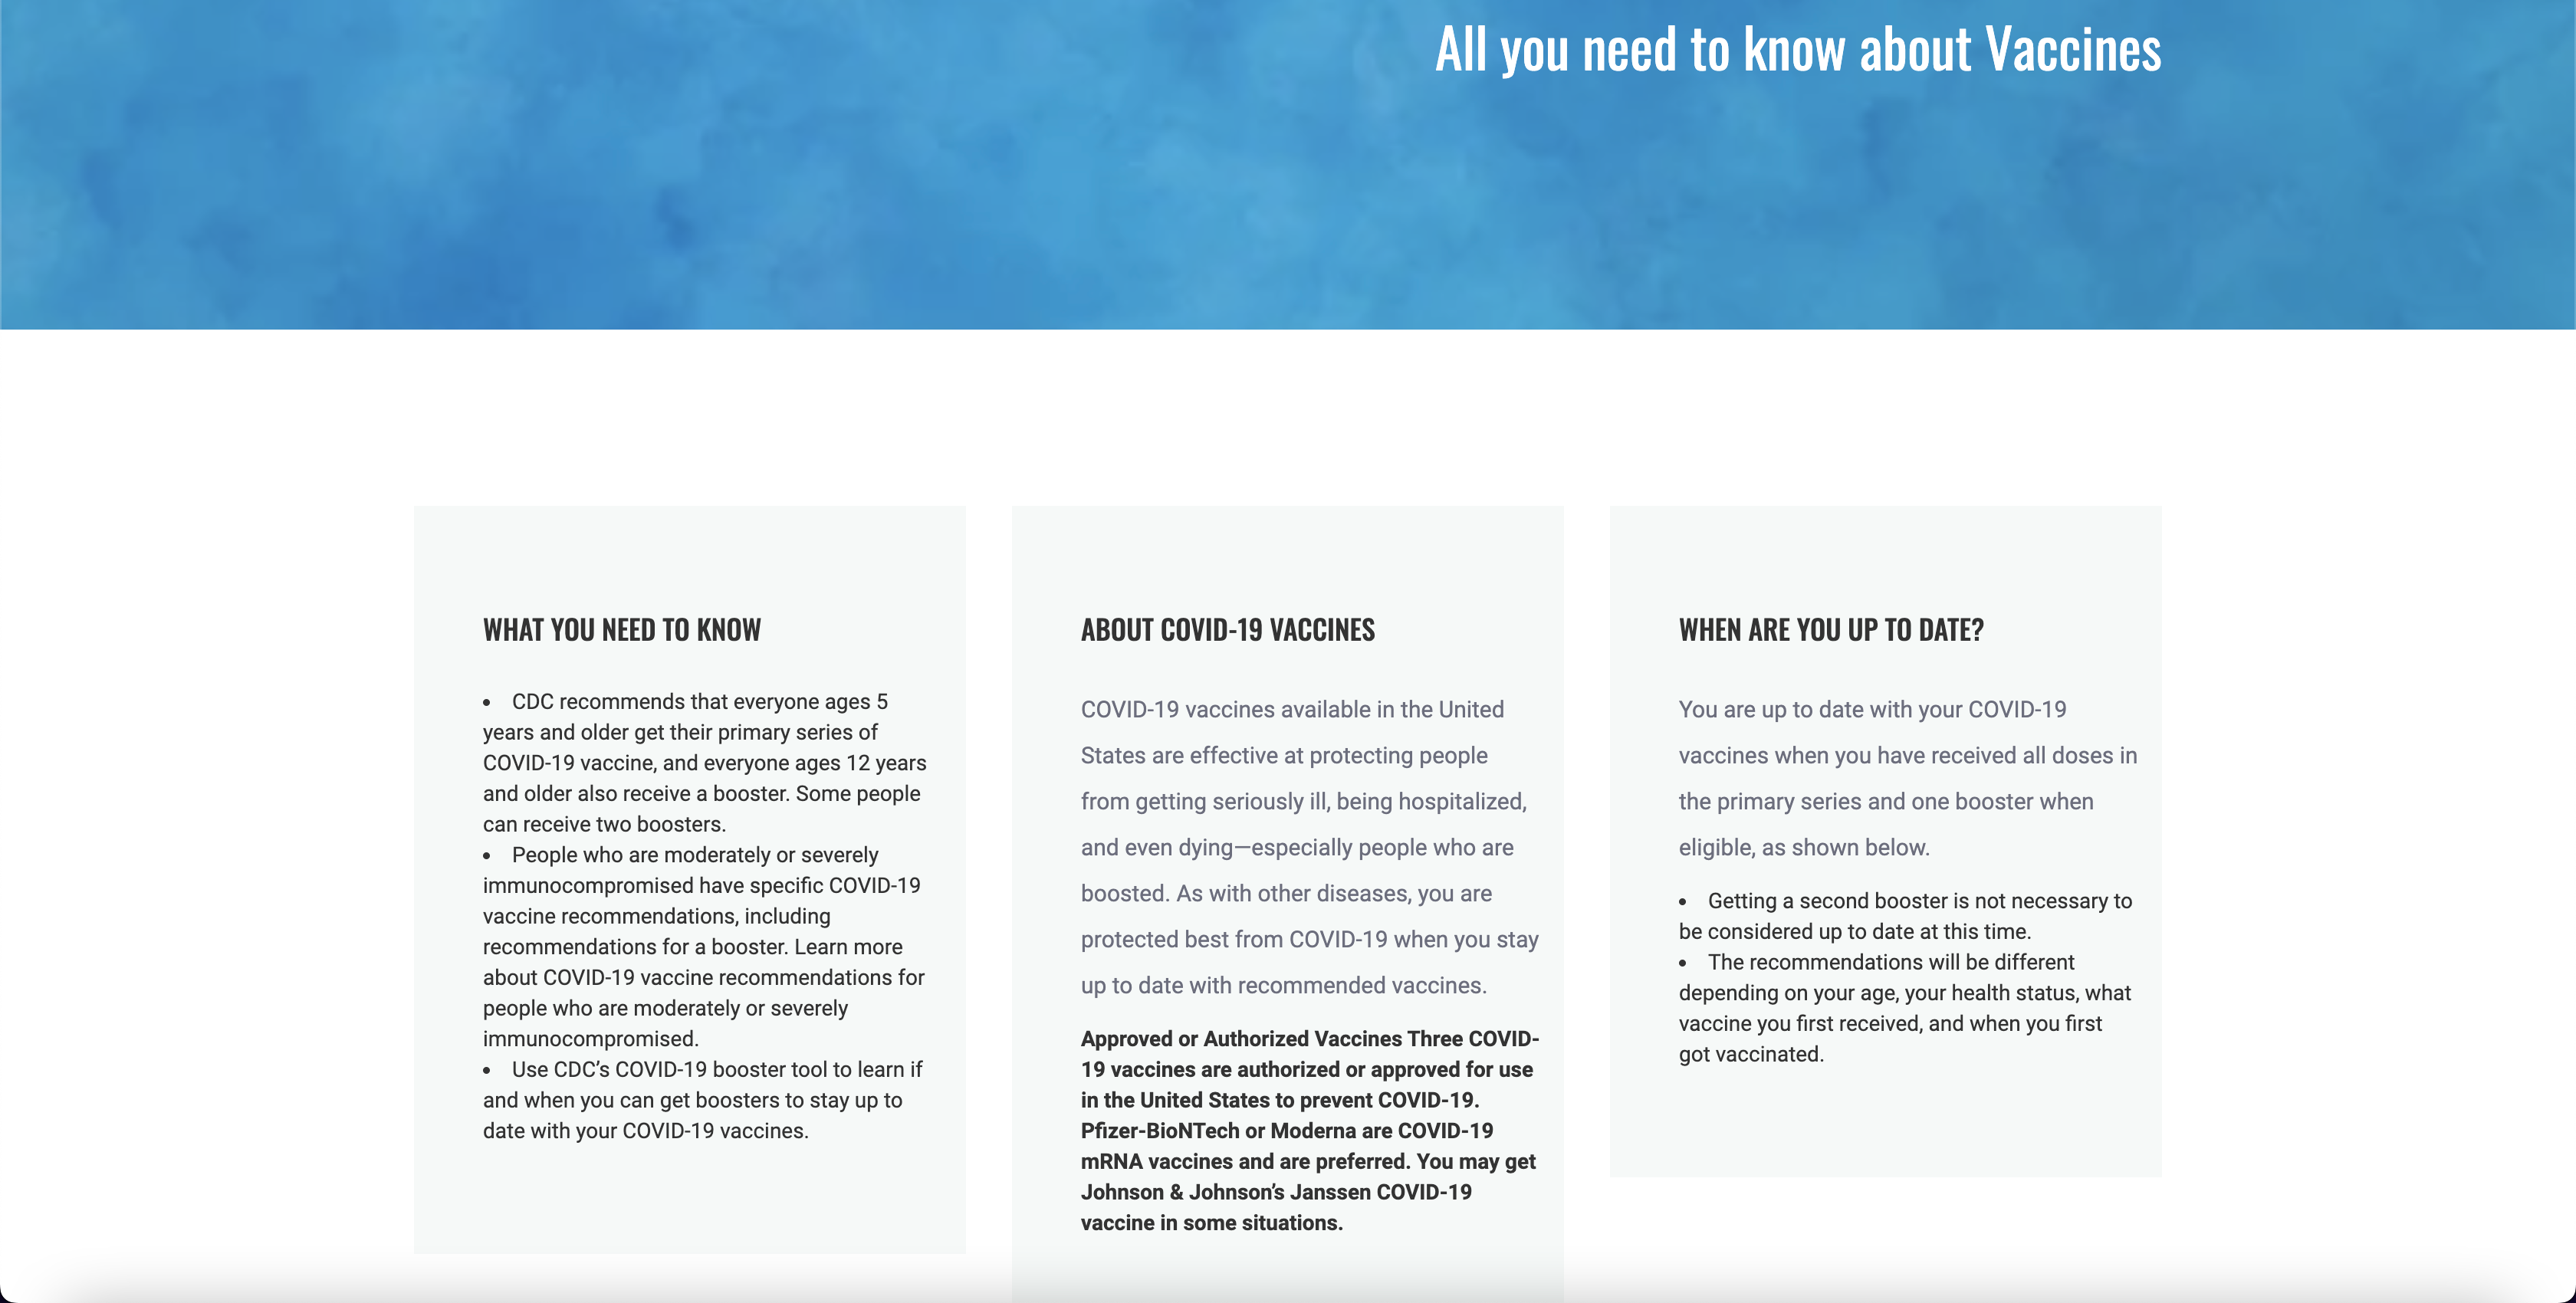 All you need to know about Vaccines
WHAT YOU NEED TO KNOW
• CDC recommends that everyone ages 5
years and older get their primary series of
COVID-19 vaccine, and everyone ages 12 years
and older also receive a booster. Some people
can receive two boosters.
• People who are moderately or severely
immunocompromised have specific COVID-19
vaccine recommendations, including
recommendations for a booster. Learn more
about COVID-19 vaccine recommendations for
people who are moderately or severely
immunocompromised.
• Use CDC’s COVID-19 booster tool to learn if
and when you can get boosters to stay up to
date with your COVID-19 vaccines.
ABOUT COVID-19 VACCINES
COVID-19 vaccines available in the United
States are effective at protecting people
from getting seriously ill, being hospitalized,
and even dying—especially people who are
boosted. As with other diseases, you are
protected best from COVID-19 when you stay
up to date with recommended vaccines.
Approved or Authorized Vaccines Three COVID-
19 vaccines are authorized or approved for use
in the United States to prevent COVID-19.
Pfizer-BioNTech or Moderna are COVID-19
mRNA vaccines and are preferred. You may get
Johnson & Johnson’s Janssen COVID-19
vaccine in some situations.
WHEN ARE YOU UP TO DATE?
You are up to date with your COVID-19
vaccines when you have received all doses in
the primary series and one booster when
eligible, as shown below.
• Getting a second booster is not necessary to
be considered up to date at this time.
• The recommendations will be different
depending on your age, your health status, what
vaccine you first received, and when you first
got vaccinated.